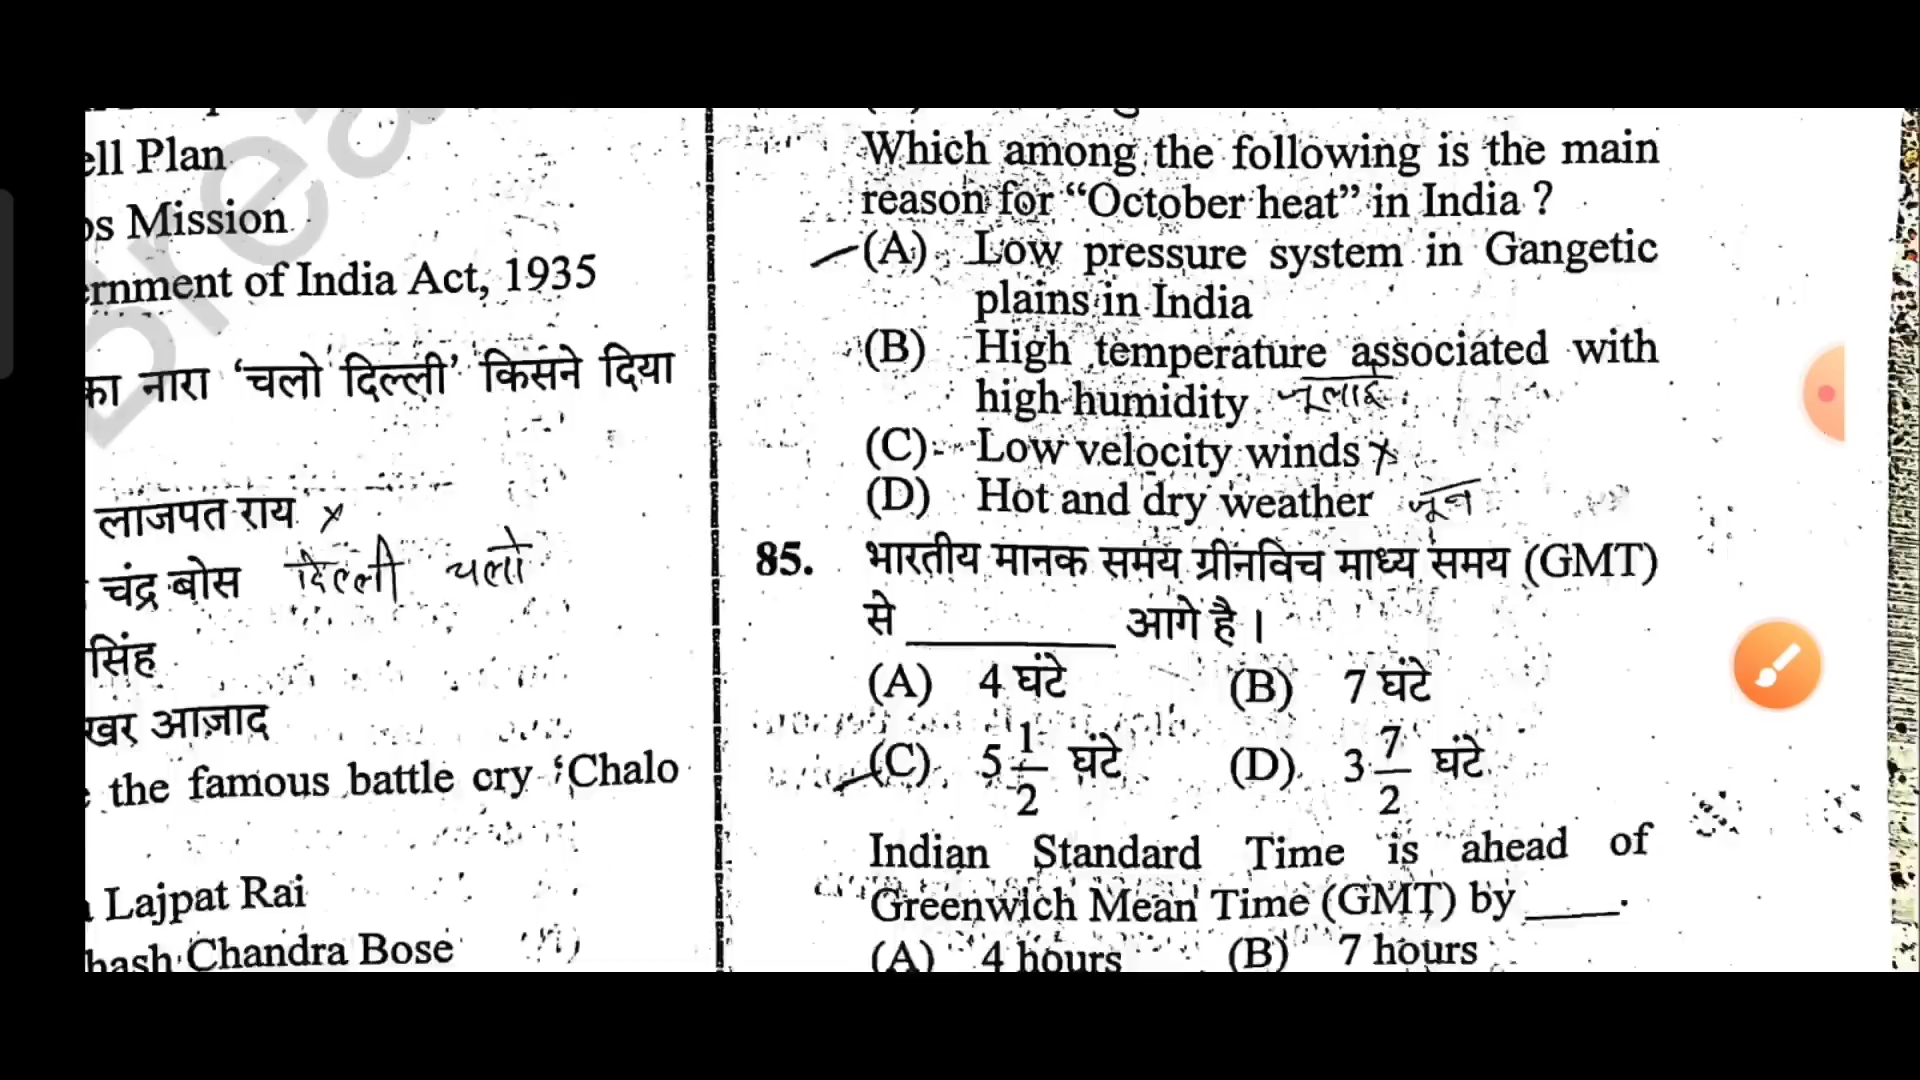 ell Plan
os Mission
ernment of India Act, 1935
का नारा ‘चलो दिल्ली’ किसने दिया
लाजपत राय x
चंद्र बोस दिल्ली चलो
सिंह
खर आज़ाद
the famous battle cry ‘Chalo
Lajpat Rai
hash Chandra Bose
Which among the following is the main
reason for “October heat” in India ?
(A) Low pressure system in Gangetic
plains in India
(B) High temperature associated with
high humidity जूलाई
(C) Low velocity winds x
(D) Hot and dry weather जून
85. भारतीय मानक समय ग्रीनविच माध्य समय (GMT)
से ________ आगे है ।
(A) 4 घंटे (B) 7 घंटे
(C) 5 1/2 घंटे (D) 3 7/2 घंटे
Indian Standard Time is ahead of
Greenwich Mean Time (GMT) by ____.
(A) 4 hours (B) 7 hours